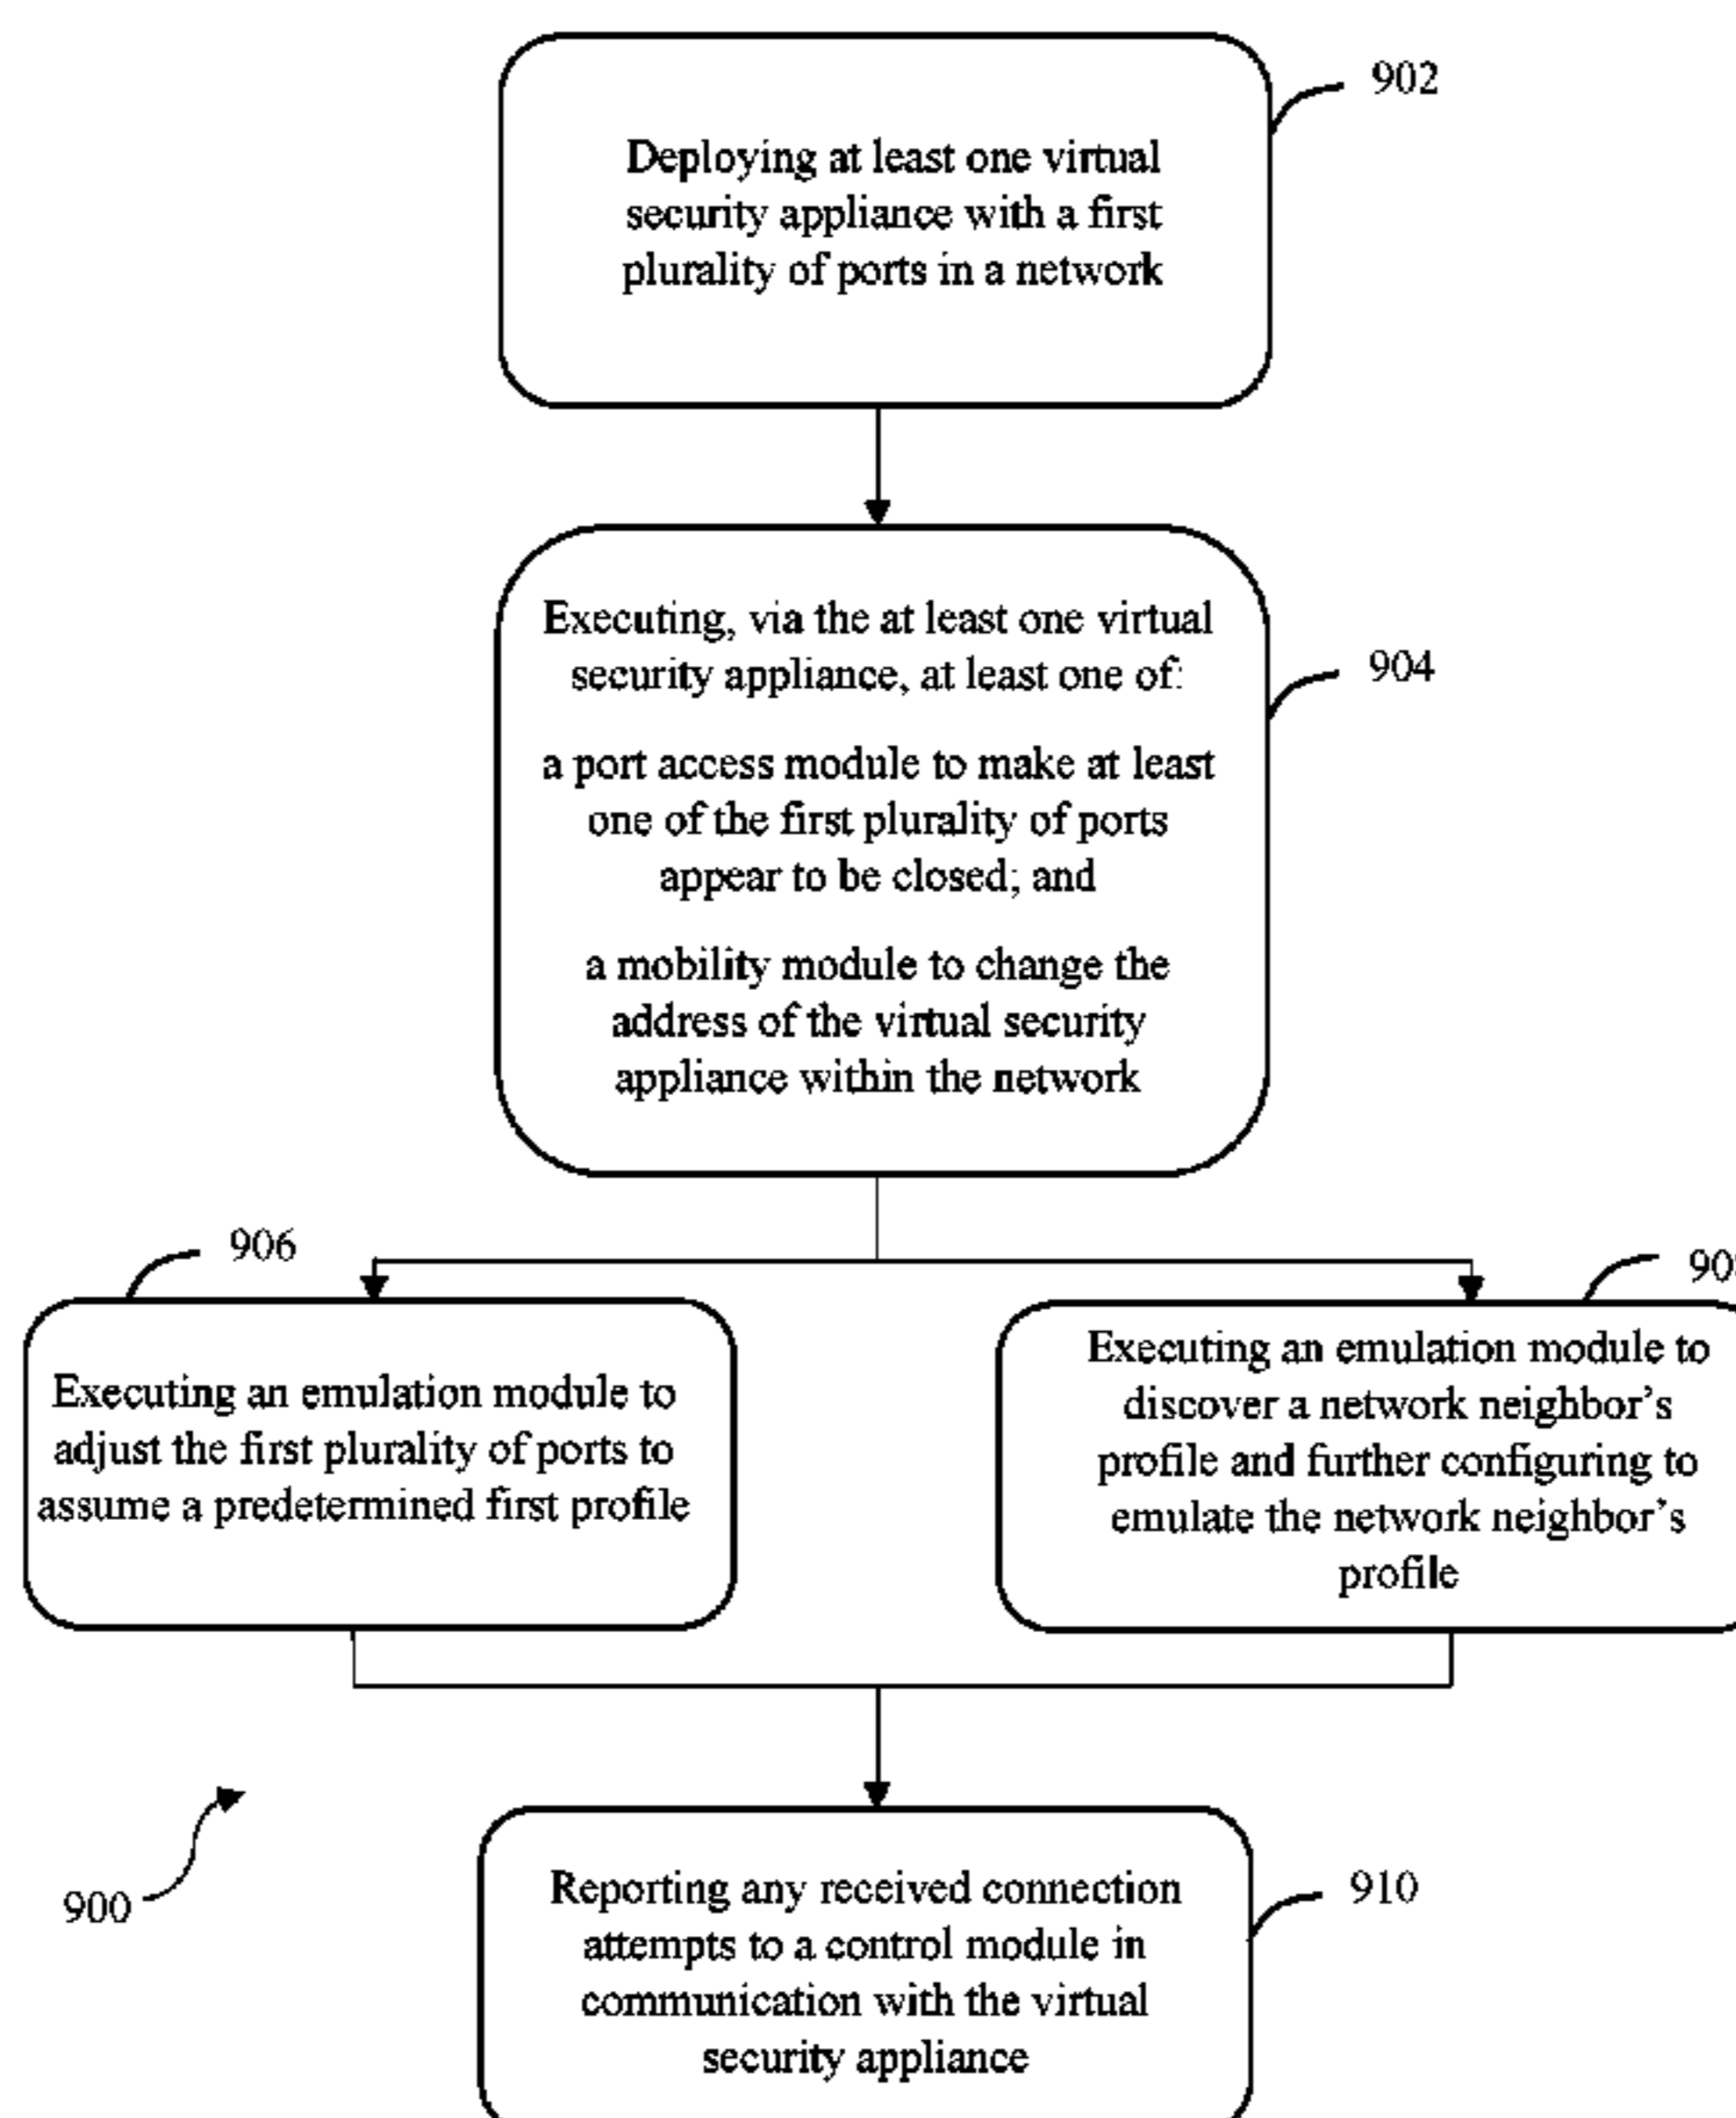 902
Deploying at least one virtual
security appliance with a first
plurality of ports in a network
Executing, via the at least one virtual
security appliance, at least one of:
904
a port access module to make at least
one of the first plurality of ports
appear to be closed; and
a mobility module to change the
address of the virtual security
appliance within the network
906
Executing an emulation module to
adjust the first plurality of ports to
assume a predetermined first profile
Executing an emulation module to
discover a network neighbor’s
profile and further configuring to
emulate the network neighbor’s
profile
900
Reporting any received connection
attempts to a control module in
communication with the virtual
security appliance
910